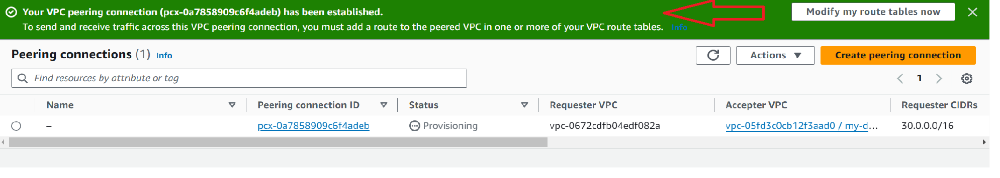 Your VPC peering connection (pcx-0a7858909c6f4adeb) has been established.
To send and receive traffic across this VPC peering connection, you must add a route to the peered VPC in one or more of your VPC route tables. Info
Modify my route tables now
Peering connections (1) Info
Actions
Create peering connection
Find resources by attribute or tag
1
Name Peering connection ID Status Requester VPC Accepter VPC Requester CIDRs
– pcx-0a7858909c6f4adeb Provisioning vpc-0672cdfb04edf082a vpc-05fd3c0cb12f3aad0 / my-d... 30.0.0.0/16